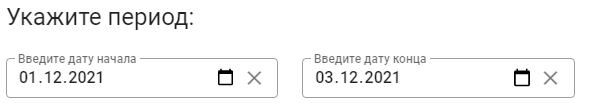 Укажите период:
Введите дату начала Введите дату конца
01.12.2021 03.12.2021